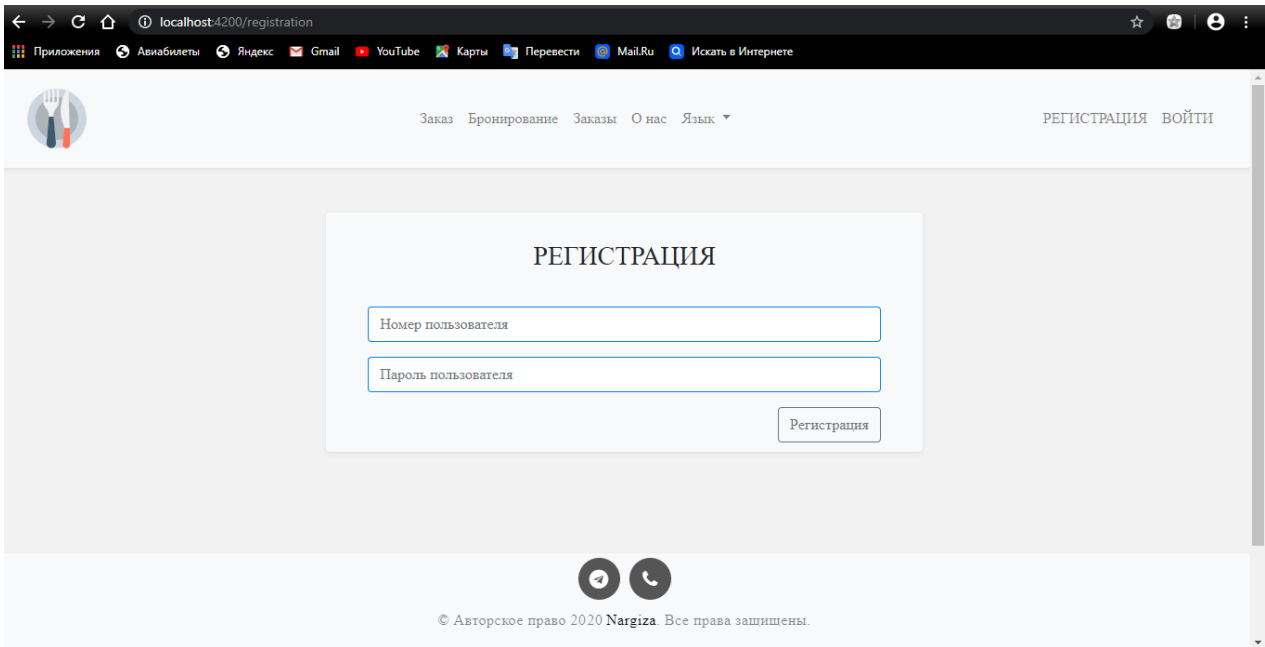 localhost:4200/registration
Приложения Авиабилеты Яндекс Gmail YouTube Карты Перевести Mail.Ru Искать в Интернете
Заказ Бронирование Заказы О нас Язык РЕГИСТРАЦИЯ ВОЙТИ
РЕГИСТРАЦИЯ
Номер пользователя
Пароль пользователя
Регистрация
© Авторское право 2020 Nargiza. Все права защищены.